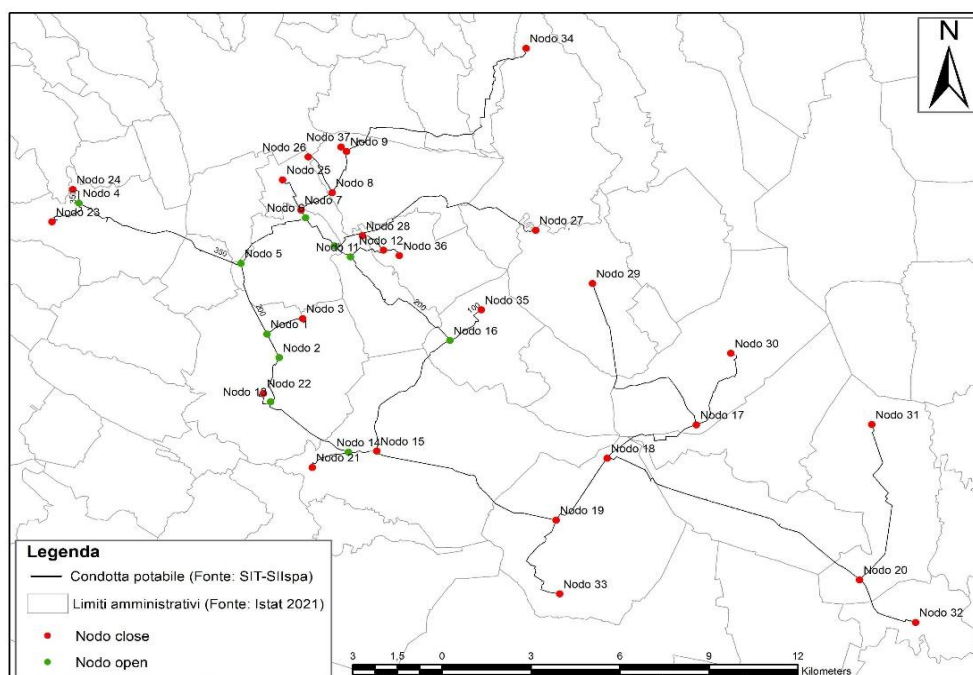 N
Nodo 34
Nodo 37
Nodo 26
Nodo 9
Nodo 25
Nodo 24
Nodo 8
Nodo 4
350
Nodo 7
Nodo 6
Nodo 23
Nodo 27
Nodo 28
Nodo 12
Nodo 11
Nodo 36
350
Nodo 5
Nodo 29
200
200
100
Nodo 35
Nodo 3
Nodo 1
Nodo 16
Nodo 2
Nodo 30
Nodo 22
Nodo 13
Nodo 31
Nodo 17
Nodo 14
Nodo 15
Nodo 21
Nodo 18
Nodo 19
Nodo 20
Nodo 33
Nodo 32
Legenda
Condotta potabile (Fonte: SIT-SIIspa)
Limiti amministrativi (Fonte: Istat 2021)
Nodo close
Nodo open
3 1,5 0 3 6 9 12
Kilometers